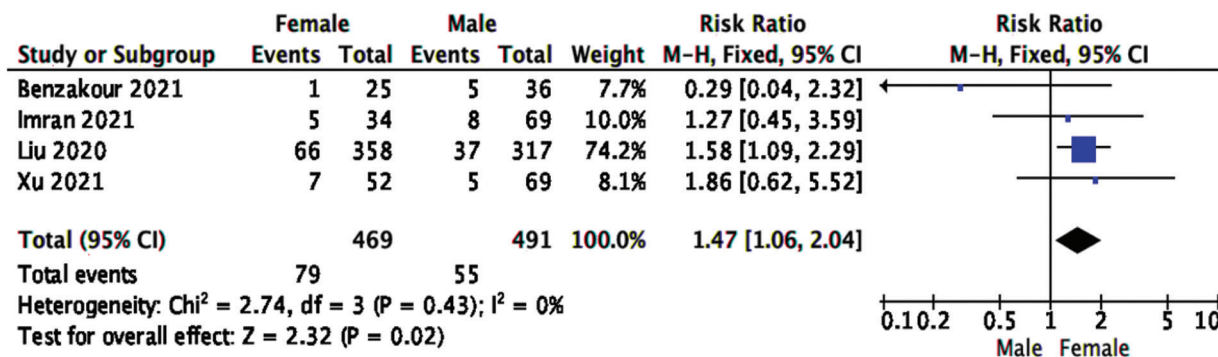 Female Male Risk Ratio Risk Ratio
Study or Subgroup Events Total Events Total Weight M-H, Fixed, 95% CI M-H, Fixed, 95% CI
Benzakour 2021 1 25 5 36 7.7% 0.29 [0.04, 2.32]
Imran 2021 5 34 8 69 10.0% 1.27 [0.45, 3.59]
Liu 2020 66 358 37 317 74.2% 1.58 [1.09, 2.29]
Xu 2021 7 52 5 69 8.1% 1.86 [0.62, 5.52]
Total (95% CI) 469 491 100.0% 1.47 [1.06, 2.04]
Total events 79 55
Heterogeneity: Chi² = 2.74, df = 3 (P = 0.43); I² = 0%
Test for overall effect: Z = 2.32 (P = 0.02)
0.1 0.2 0.5 1 2 5 10
Male Female